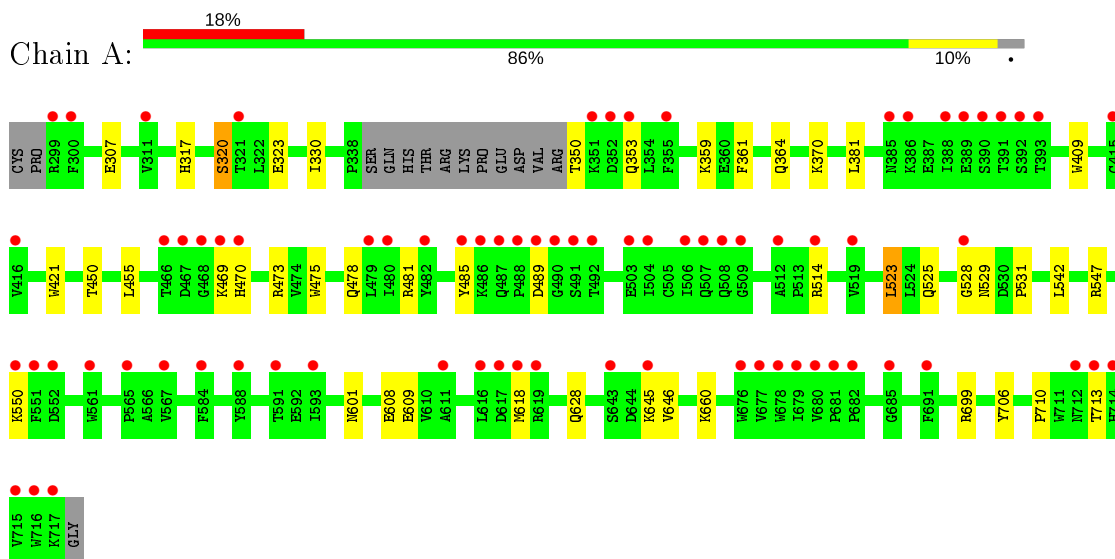 18%
Chain A:
86% 10% •
CYS PRO R299 F300 E307 V311 H317 S320 T321 L322 E323 I330 P338 SER GLN HIS THR ARG LYS PRO GLU ASP VAL ARG T350 K351 D352 Q353 L354 F355 K359 E360 F361 Q364 K370 L381 N385 K386 E387 I388 E389 S390 T391 S392 T393 W409 G415
V416 W421 T450 L455 T466 D467 G468 K469 H470 R473 V474 W475 Q478 L479 I480 R481 Y482 Y485 K486 Q487 P488 D489 G490 S491 T492 E503 I504 C505 I506 Q507 Q508 G509 A512 P513 R514 V519 L523 L524 Q525 G528 N529 D530 P531 L542 R547
K550 F551 D552 W561 P565 A566 V567 F584 Y588 T591 E592 I593 N601 E608 E609 V610 A611 L616 D617 M618 R619 Q628 S643 D644 K645 V646 K660 W676 V677 W678 I679 V680 P681 P682 G685 F691 R699 Y706 P710 W711 N712 T713
V715 W716 K717 GLY